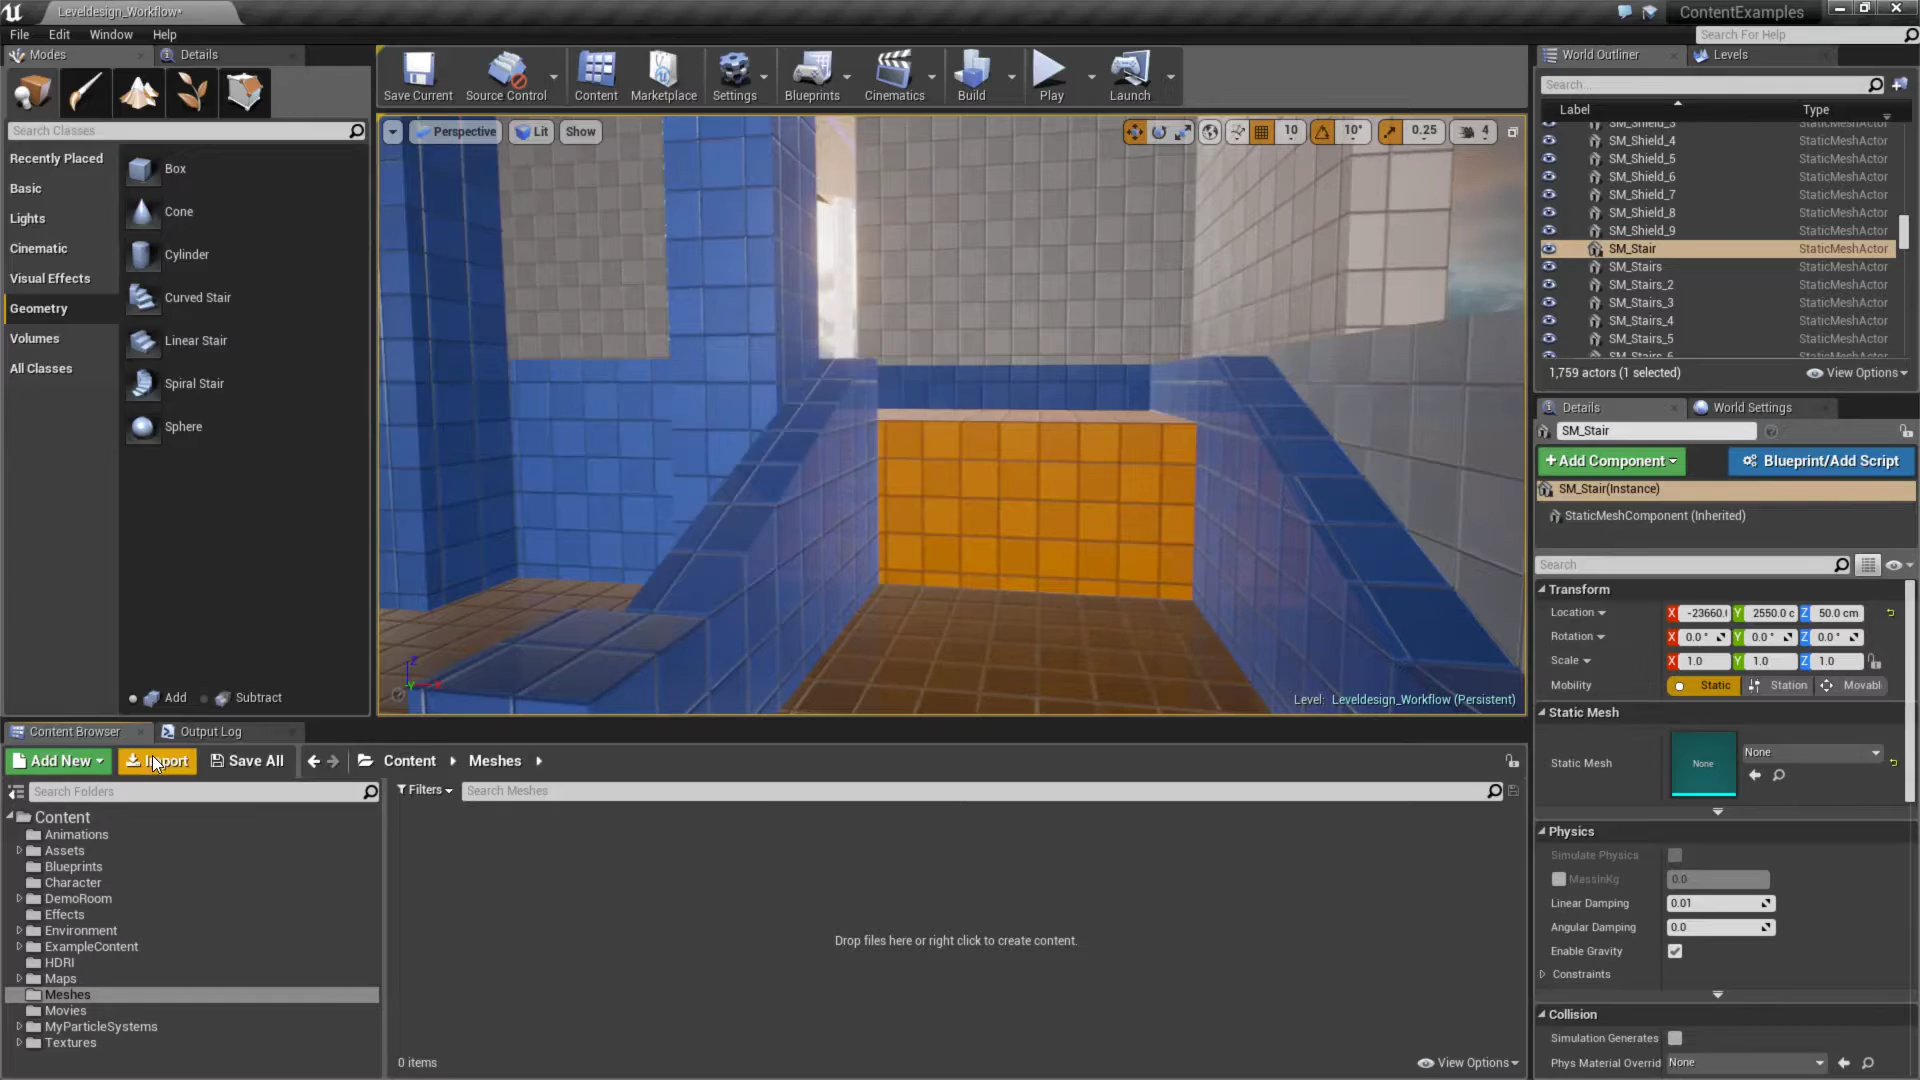 Leveldesign_Workflow*
ContentExamples
File Edit Window Help
Search For Help
Modes
Details
Search Classes
Recently Placed
Basic
Lights
Cinematic
Visual Effects
Geometry
Volumes
All Classes
Box
Cone
Cylinder
Curved Stair
Linear Stair
Spiral Stair
Sphere
Add Subtract
Save Current Source Control Content Marketplace Settings Blueprints Cinematics Build Play Launch
Perspective Lit Show
10 10° 0.25 4
Level: Leveldesign_Workflow (Persistent)
World Outliner Levels
Search...
Label Type
SM_Shield_3 StaticMeshActor
SM_Shield_4 StaticMeshActor
SM_Shield_5 StaticMeshActor
SM_Shield_6 StaticMeshActor
SM_Shield_7 StaticMeshActor
SM_Shield_8 StaticMeshActor
SM_Shield_9 StaticMeshActor
SM_Stair StaticMeshActor
SM_Stairs StaticMeshActor
SM_Stairs_2 StaticMeshActor
SM_Stairs_3 StaticMeshActor
SM_Stairs_4 StaticMeshActor
SM_Stairs_5 StaticMeshActor
SM_Stairs_6 StaticMeshActor
1,759 actors (1 selected) View Options
Details World Settings
SM_Stair
+Add Component Blueprint/Add Script
SM_Stair(Instance)
StaticMeshComponent (Inherited)
Search
Transform
Location X -23660.( Y 2550.0 c Z 50.0 cm
Rotation X 0.0 ° Y 0.0 ° Z 0.0 °
Scale X 1.0 Y 1.0 Z 1.0
Mobility Static Station Movabl
Static Mesh
Static Mesh None None
Physics
Simulate Physics
MassInKg 0.0
Linear Damping 0.01
Angular Damping 0.0
Enable Gravity
Constraints
Collision
Simulation Generates
Phys Material Overrid None
Content Browser Output Log
Add New Import Save All Content Meshes
Search Folders
Filters Search Meshes
Content
Animations
Assets
Blueprints
Character
DemoRoom
Effects
Environment
ExampleContent
HDRI
Maps
Meshes
Movies
MyParticleSystems
Textures
Drop files here or right click to create content.
0 items View Options